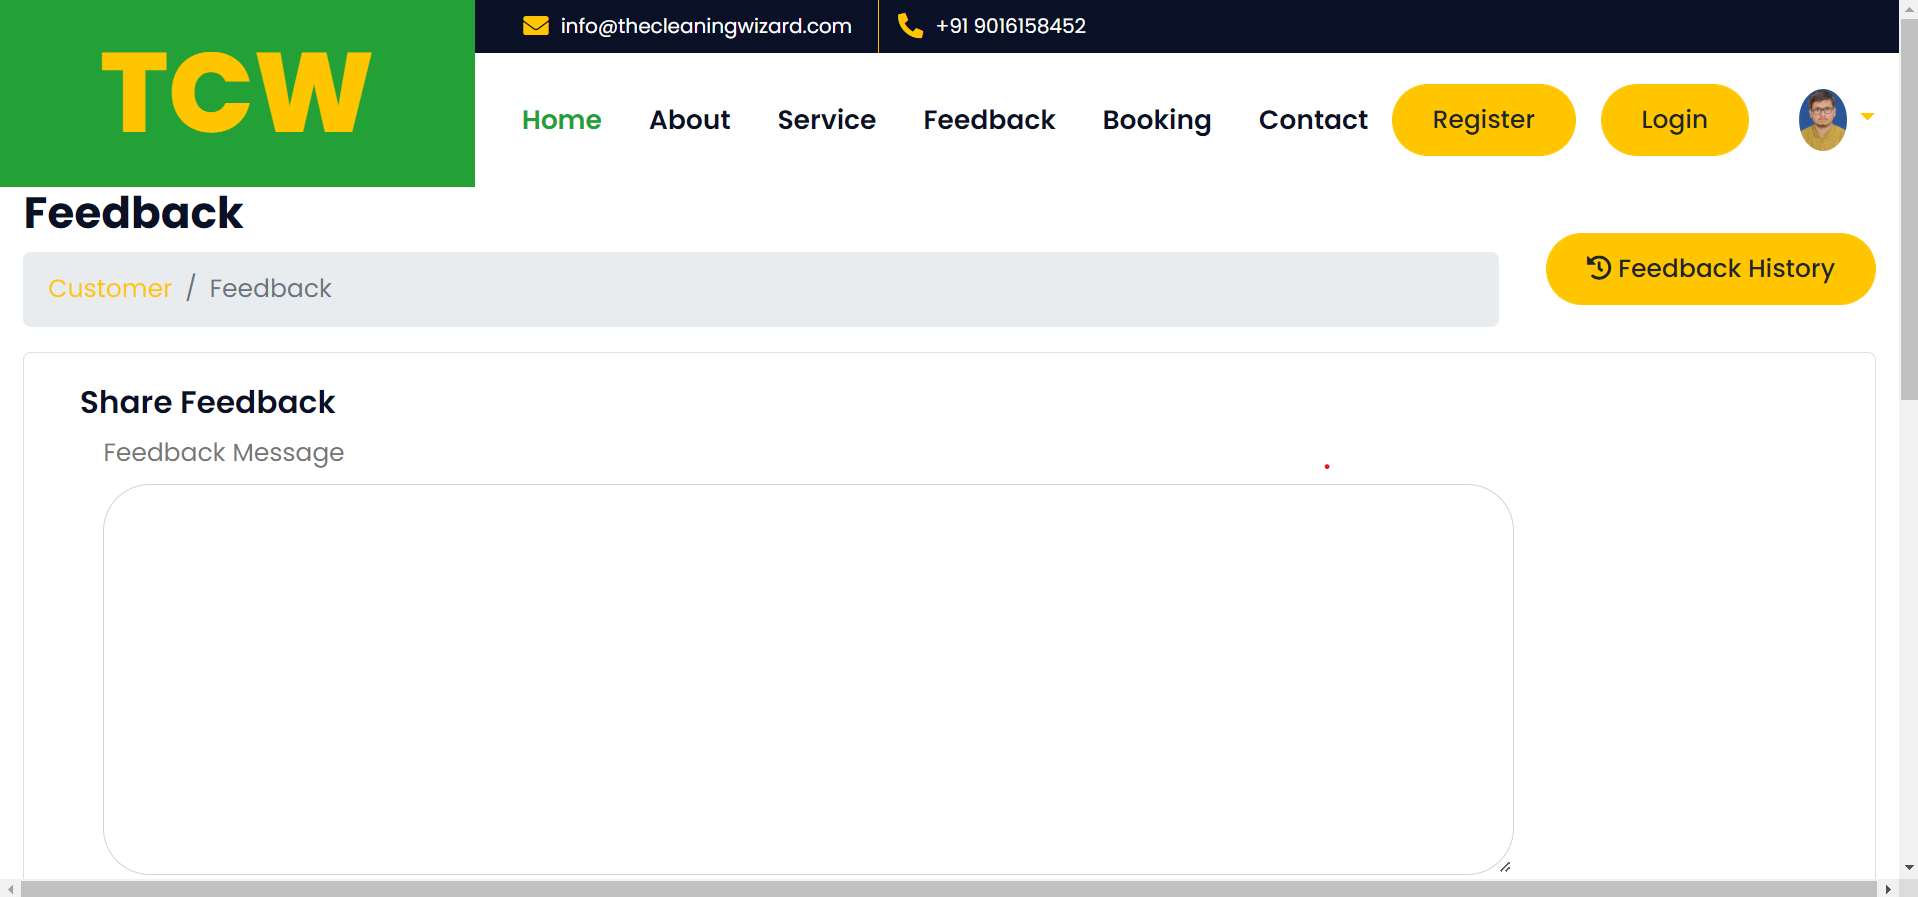 TCW
info@thecleaningwizard.com
+91 9016158452
Home About Service Feedback Booking Contact Register Login
Feedback
Customer / Feedback
Feedback History
Share Feedback
Feedback Message